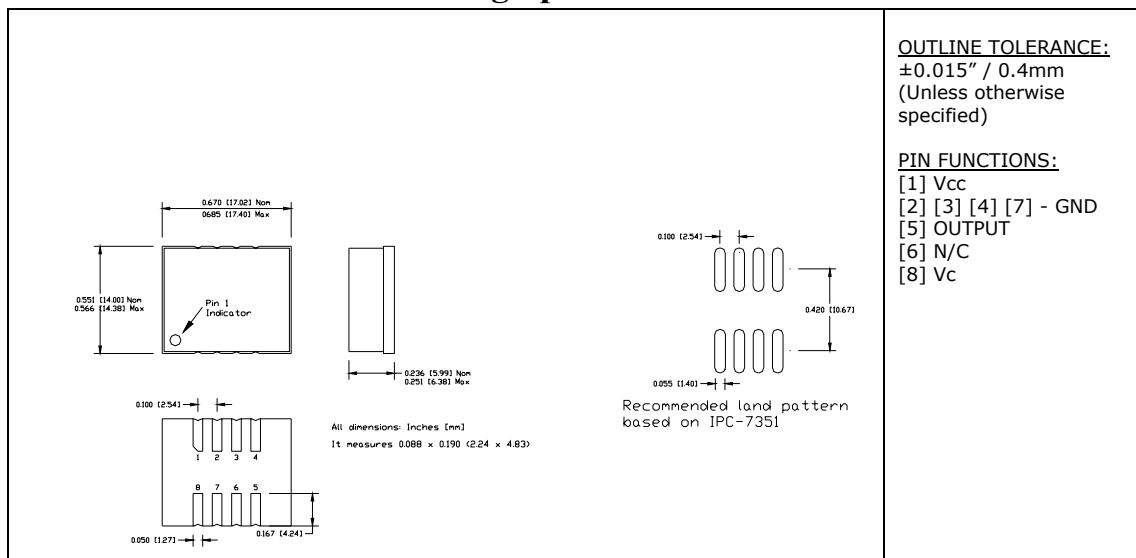 OUTLINE TOLERANCE:
±0.015” / 0.4mm
(Unless otherwise
specified)
PIN FUNCTIONS:
[1] Vcc
[2] [3] [4] [7] - GND
[5] OUTPUT
[6] N/C
[8] Vc
0.670 [17.02] Nom
0685 [17.40] Max
0.551 [14.00] Nom
0.566 [14.38] Max
Pin 1
Indicator
0.236 [5.99] Nom
0.251 [6.38] Max
0.100 [2.54]
1 2 3 4
8 7 6 5
0.167 [4.24]
0.050 [1.27]
All dimensions: Inches [mm]
It measures 0.088 x 0.190 (2.24 x 4.83)
0.100 [2.54]
0.420 [10.67]
0.055 [1.40]
Recommended land pattern
based on IPC-7351